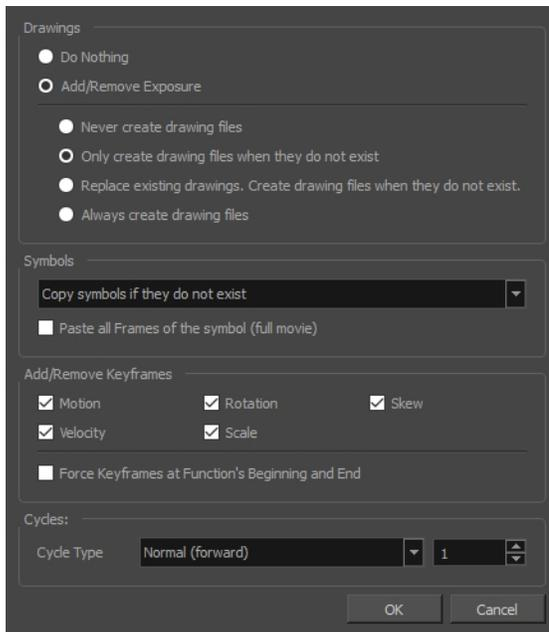 Drawings
Do Nothing
Add/Remove Exposure
Never create drawing files
Only create drawing files when they do not exist
Replace existing drawings. Create drawing files when they do not exist.
Always create drawing files
Symbols
Copy symbols if they do not exist
Paste all Frames of the symbol (full movie)
Add/Remove Keyframes
Motion Rotation Skew
Velocity Scale
Force Keyframes at Function's Beginning and End
Cycles:
Cycle Type Normal (forward) 1
OK Cancel